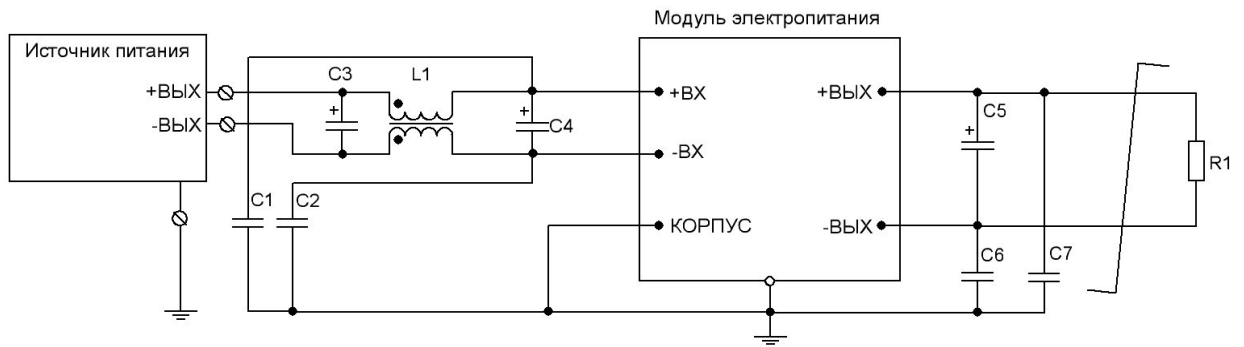 Модуль электропитания
Источник питания
+ВЫХ
-ВЫХ
C3
+
L1
+
C4
C1
C2
+ВХ
-ВХ
КОРПУС
+ВЫХ
-ВЫХ
C5
+
C6
C7
R1